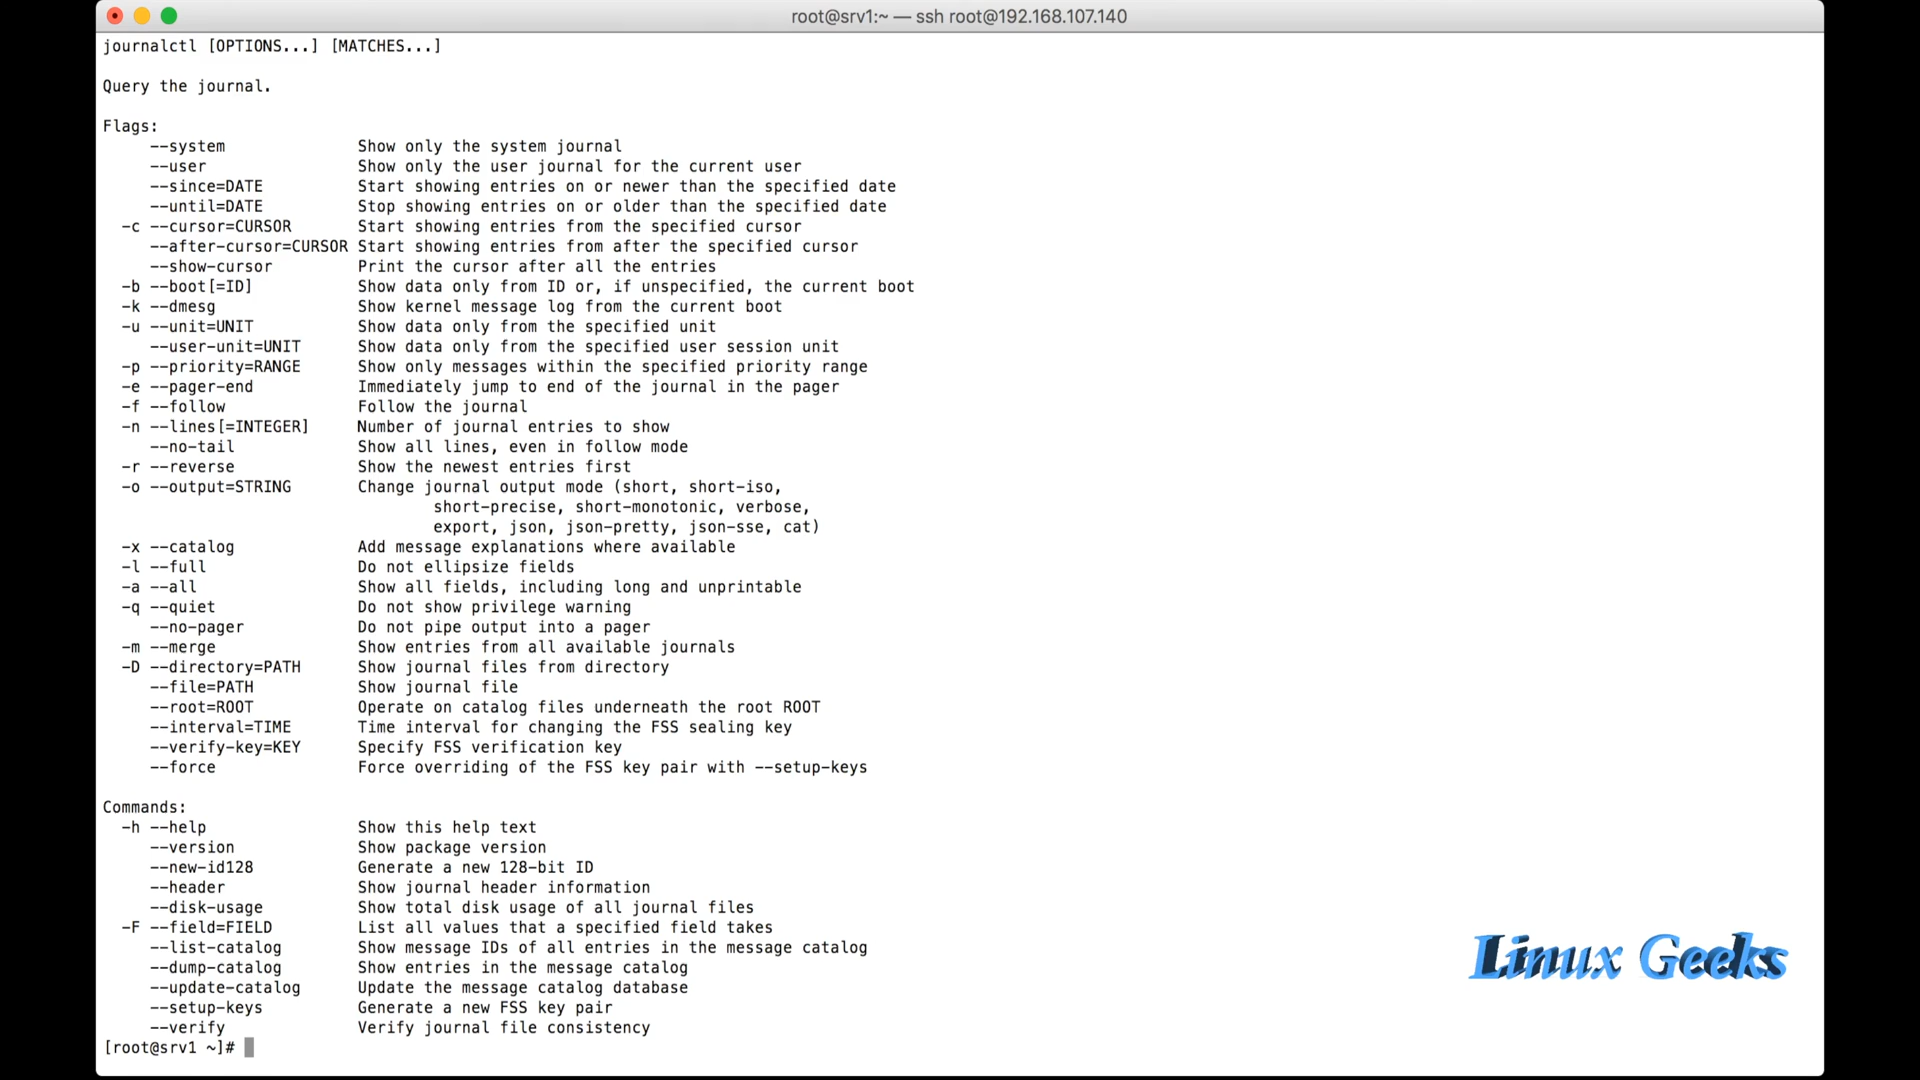 root@srv1:~ — ssh root@192.168.107.140
journalctl [OPTIONS...] [MATCHES...]
Query the journal.
Flags:
--system Show only the system journal
--user Show only the user journal for the current user
--since=DATE Start showing entries on or newer than the specified date
--until=DATE Stop showing entries on or older than the specified date
-c --cursor=CURSOR Start showing entries from the specified cursor
--after-cursor=CURSOR Start showing entries from after the specified cursor
--show-cursor Print the cursor after all the entries
-b --boot[=ID] Show data only from ID or, if unspecified, the current boot
-k --dmesg Show kernel message log from the current boot
-u --unit=UNIT Show data only from the specified unit
--user-unit=UNIT Show data only from the specified user session unit
-p --priority=RANGE Show only messages within the specified priority range
-e --pager-end Immediately jump to end of the journal in the pager
-f --follow Follow the journal
-n --lines[=INTEGER] Number of journal entries to show
--no-tail Show all lines, even in follow mode
-r --reverse Show the newest entries first
-o --output=STRING Change journal output mode (short, short-iso,
short-precise, short-monotonic, verbose,
export, json, json-pretty, json-sse, cat)
-x --catalog Add message explanations where available
-l --full Do not ellipsize fields
-a --all Show all fields, including long and unprintable
-q --quiet Do not show privilege warning
--no-pager Do not pipe output into a pager
-m --merge Show entries from all available journals
-D --directory=PATH Show journal files from directory
--file=PATH Show journal file
--root=ROOT Operate on catalog files underneath the root ROOT
--interval=TIME Time interval for changing the FSS sealing key
--verify-key=KEY Specify FSS verification key
--force Force overriding of the FSS key pair with --setup-keys
Commands:
-h --help Show this help text
--version Show package version
--new-id128 Generate a new 128-bit ID
--header Show journal header information
--disk-usage Show total disk usage of all journal files
-F --field=FIELD List all values that a specified field takes
--list-catalog Show message IDs of all entries in the message catalog
--dump-catalog Show entries in the message catalog
--update-catalog Update the message catalog database
--setup-keys Generate a new FSS key pair
--verify Verify journal file consistency
[root@srv1 ~]#
Linux Geeks